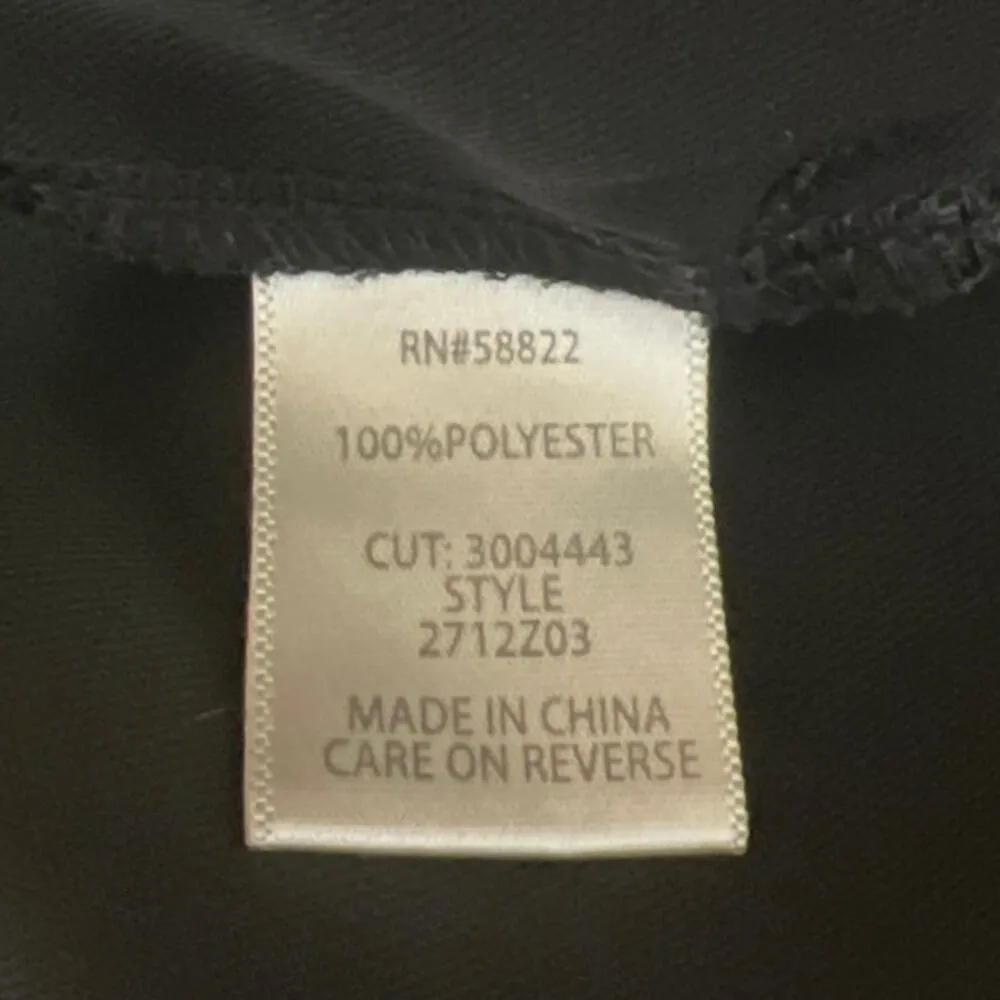 RN#58822
100%POLYESTER
CUT: 3004443
STYLE
2712Z03
MADE IN CHINA
CARE ON REVERSE